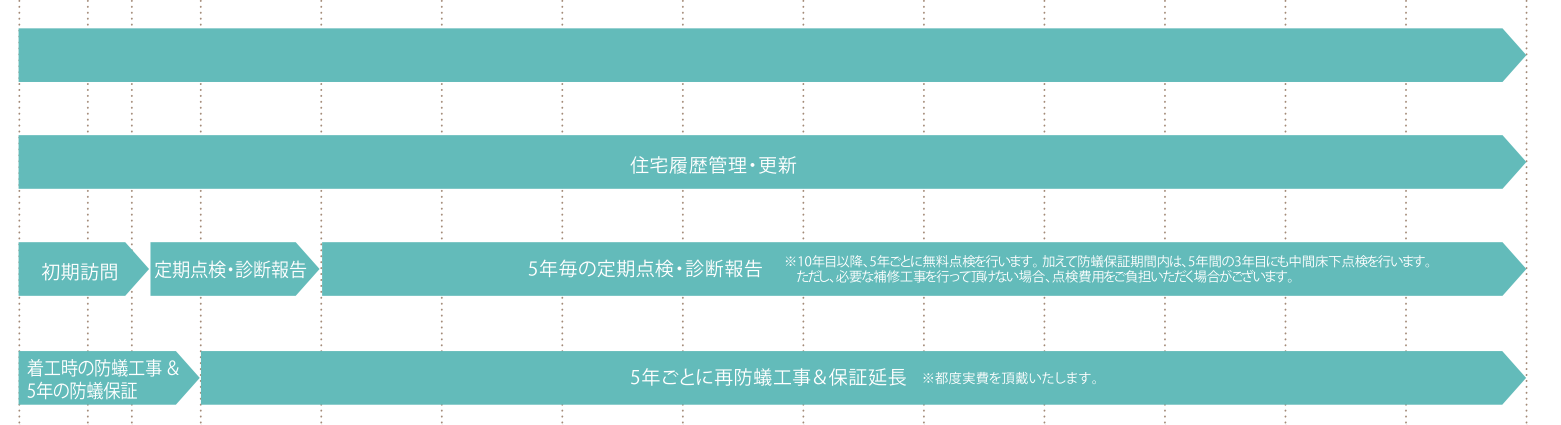 住宅履歴管理・更新
初期訪問
定期点検・診断報告
5年毎の定期点検・診断報告
※10年目以降、5年ごとに無料点検を行います。加えて防蟻保証期間内は、5年間の3年目にも中間床下点検を行います。
ただし、必要な補修工事を行って頂けない場合、点検費用をご負担いただく場合がございます。
着工時の防蟻工事 &
5年の防蟻保証
5年ごとに再防蟻工事&保証延長 ※都度実費を頂戴いたします。